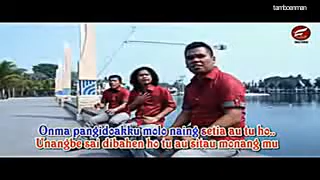 tamboenman
Onma pangidoakku molo naing setia au tu ho..
Unangbe sai dibahen ho tu au sitau monang mu